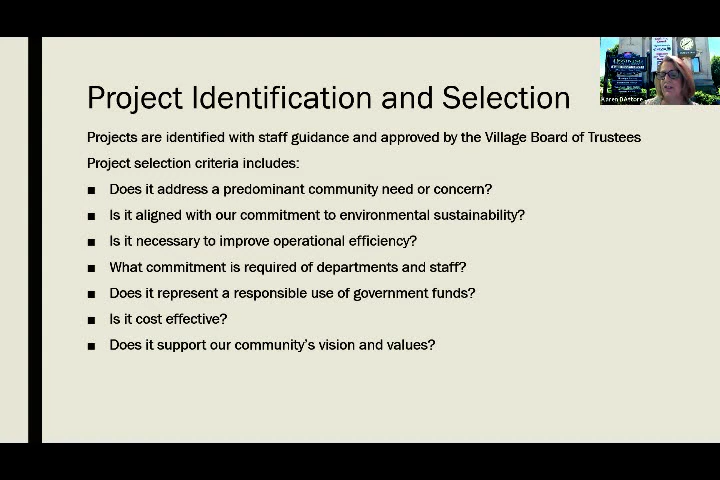 Project Identification and Selection
Projects are identified with staff guidance and approved by the Village Board of Trustees
Project selection criteria includes:
■ Does it address a predominant community need or concern?
■ Is it aligned with our commitment to environmental sustainability?
■ Is it necessary to improve operational efficiency?
■ What commitment is required of departments and staff?
■ Does it represent a responsible use of government funds?
■ Is it cost effective?
■ Does it support our community's vision and values?